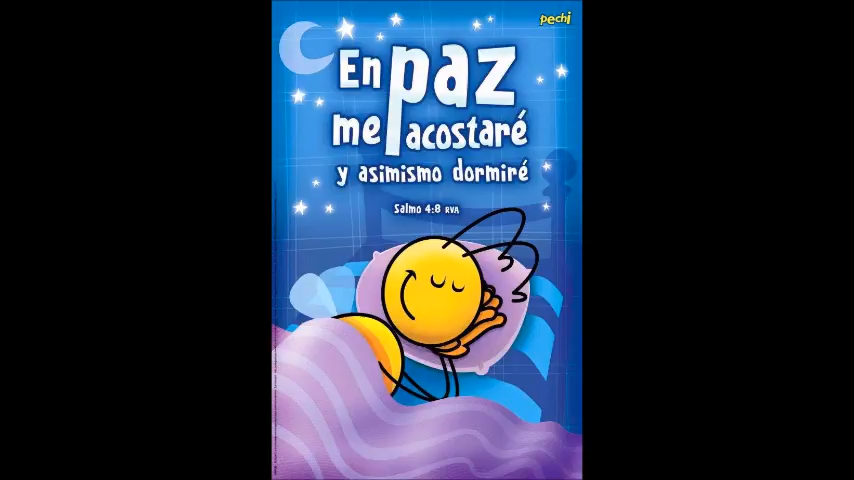 pechi
En paz
me acostaré
y asimismo dormiré
Salmo 4:8 RVA